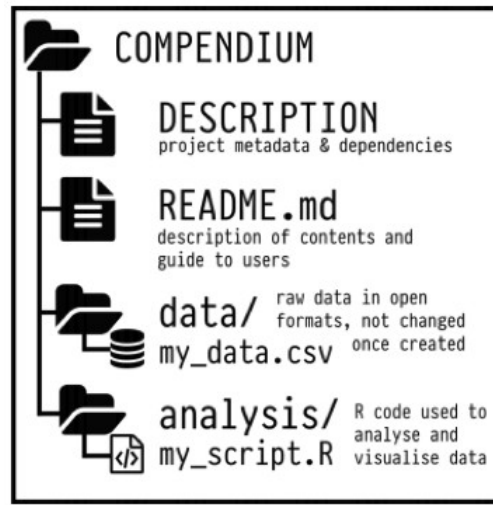 COMPENDIUM
DESCRIPTION
project metadata & dependencies
README.md
description of contents and
guide to users
data/
raw data in open
formats, not changed
once created
my_data.csv
analysis/
R code used to
analyse and
visualise data
my_script.R